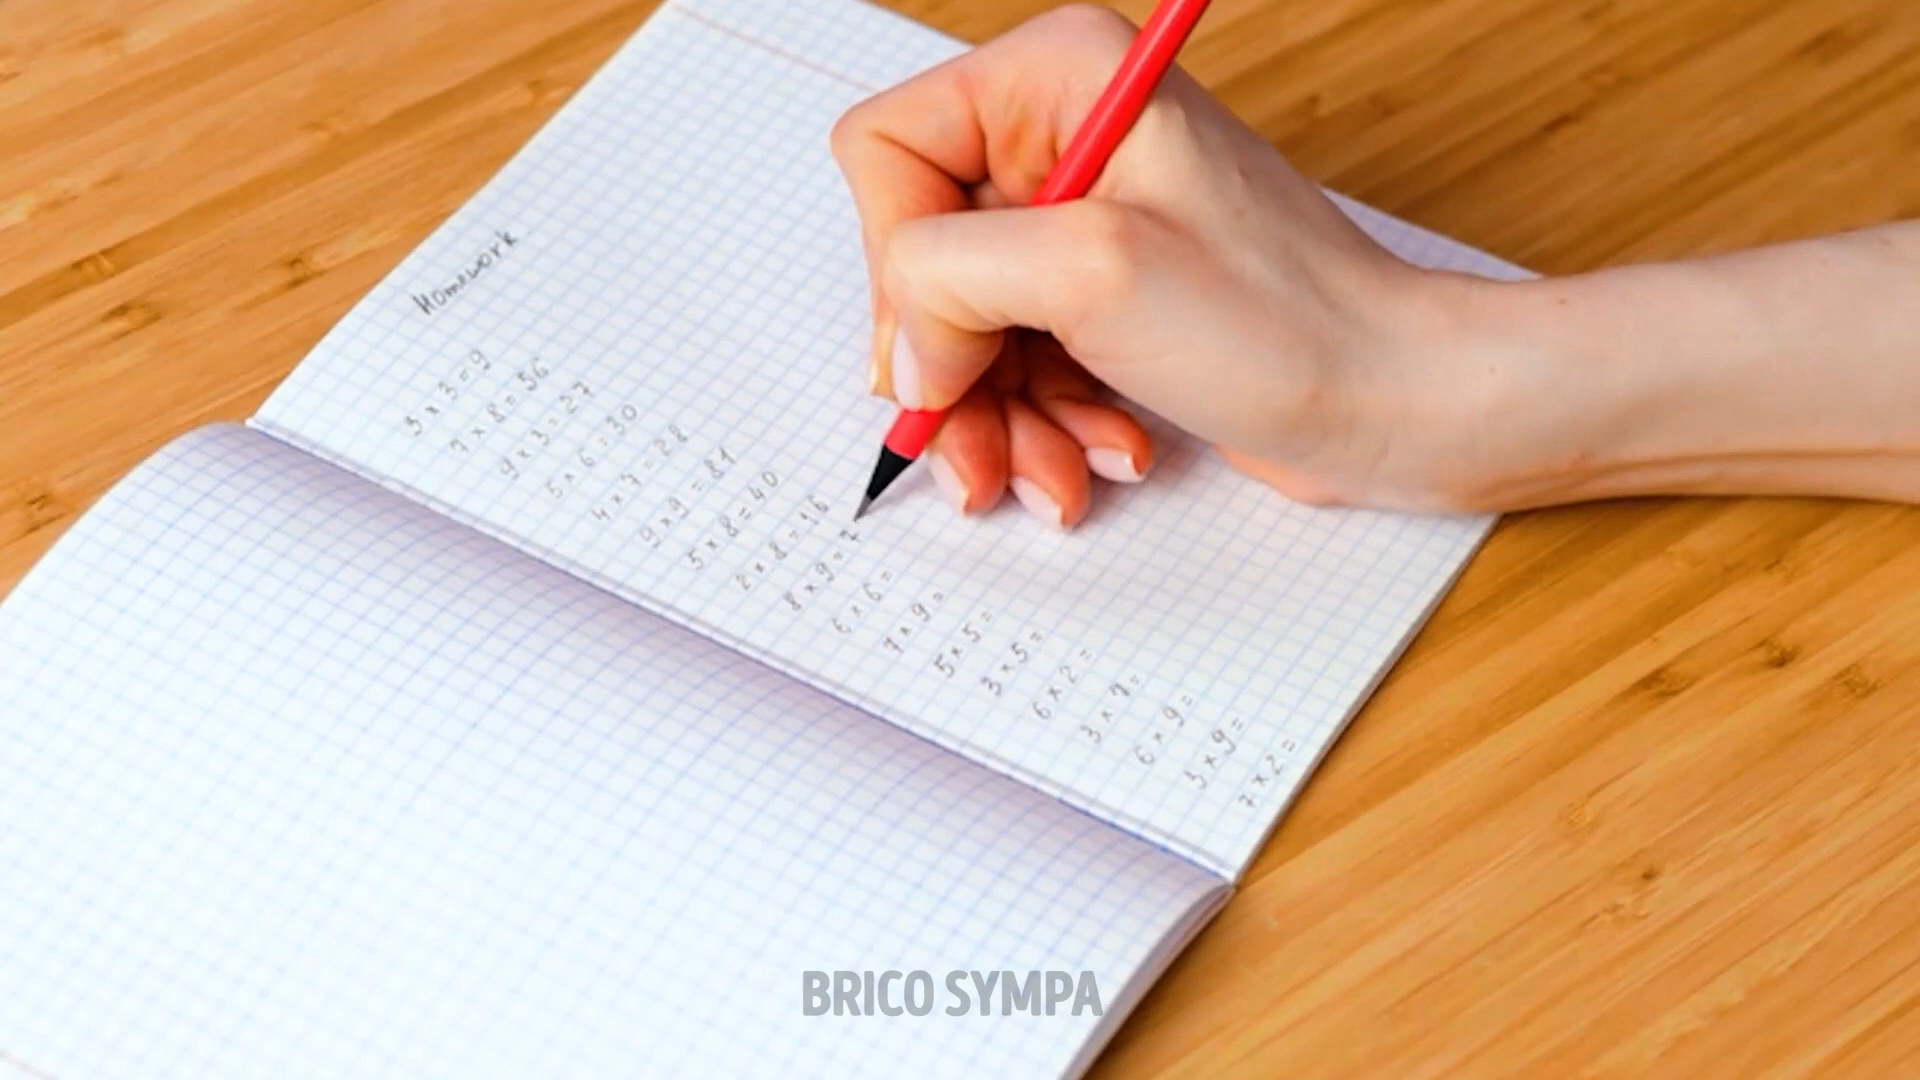 Homework
3 x 3 = 9
7 x 8 = 56
9 x 3 = 27
5 x 6 = 30
4 x 7 = 28
9 x 9 = 81
5 x 8 = 40
2 x 8 = 16
8 x 9 = 7
6 x 6 =
7 x 9 =
5 x 5 =
3 x 5 =
6 x 2 =
3 x 7 =
6 x 9 =
3 x 9 =
7 x 2 =
BRICO SYMPA